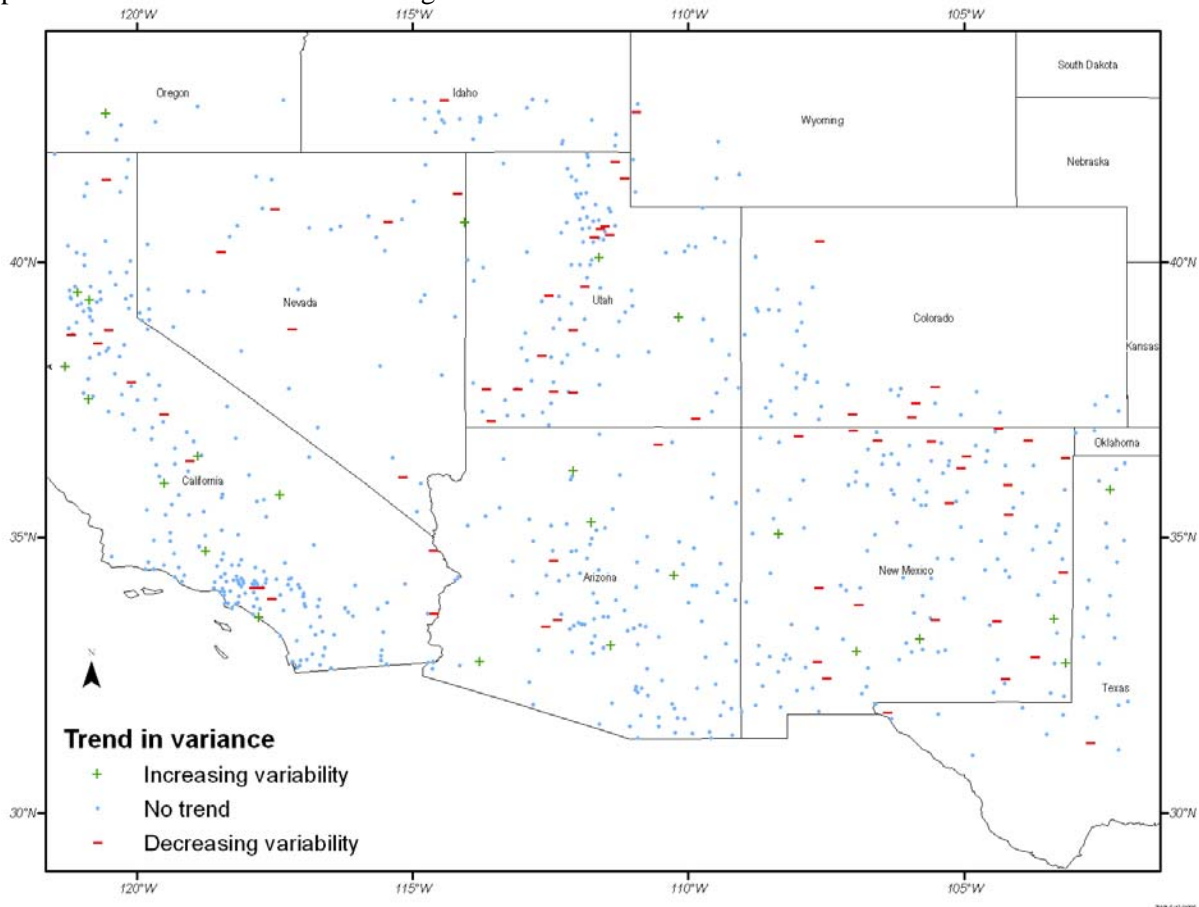 120°W 115°W 110°W 105°W
South Dakota
Oregon Idaho
Wyoming
Nebraska
40°N 40°N
Nevada Utah
Colorado
Kansas
Oklahoma
California
35°N 35°N
Arizona New Mexico
N
Texas
Trend in variance
+ Increasing variability
No trend
30°N 30°N
- Decreasing variability
120°W 115°W 110°W 105°W